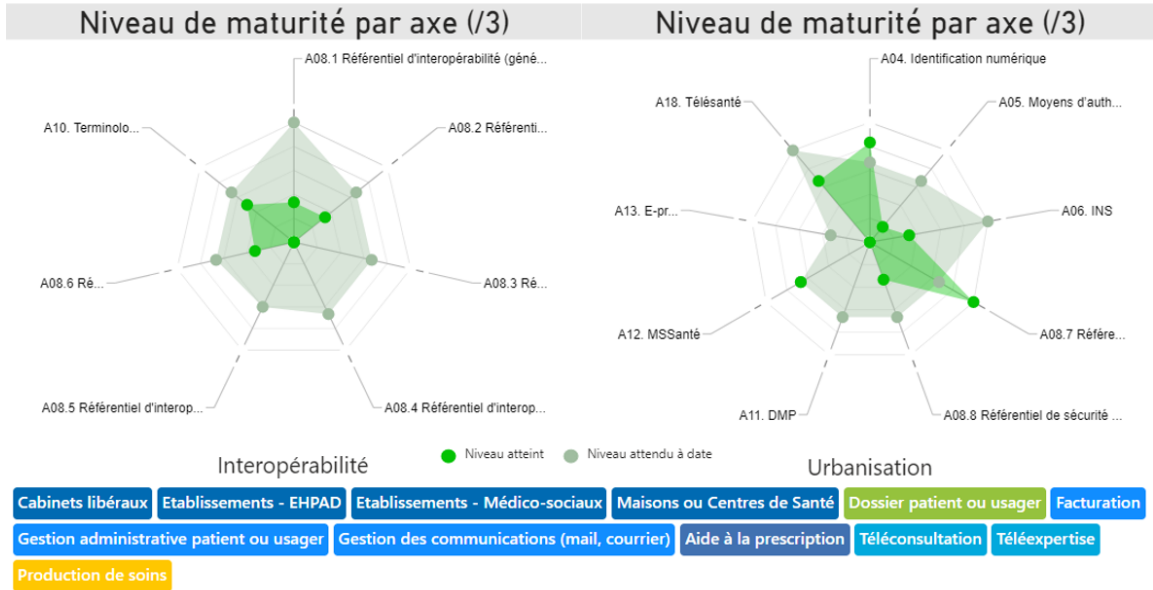 Niveau de maturité par axe (/3)
Niveau de maturité par axe (/3)
A08.1 Référentiel d'interopérabilité (géné...
A10. Terminolo...
A08.2 Référenti...
A08.6 Ré...
A08.3 Ré...
A08.5 Référentiel d'interop...
A08.4 Référentiel d'interop...
A04. Identification numérique
A18. Télésanté
A05. Moyens d'auth...
A13. E-pr...
A06. INS
A12. MSSanté
A08.7 Référe...
A11. DMP
A08.8 Référentiel de sécurité ...
Interopérabilité
Niveau atteint
Niveau attendu à date
Urbanisation
Cabinets libéraux
Etablissements - EHPAD
Etablissements - Médico-sociaux
Maisons ou Centres de Santé
Dossier patient ou usager
Facturation
Gestion administrative patient ou usager
Gestion des communications (mail, courrier)
Aide à la prescription
Téléconsultation
Téléexpertise
Production de soins